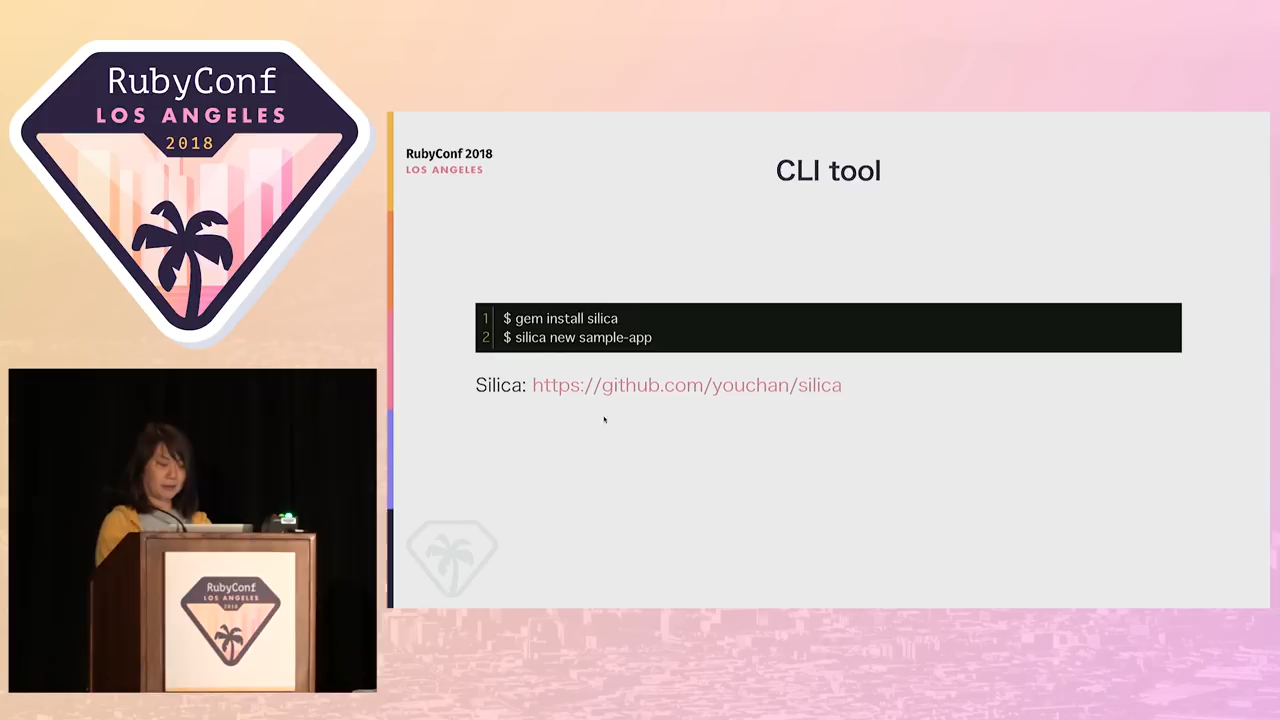 RubyConf
LOS ANGELES
2018
RubyConf 2018
LOS ANGELES
CLI tool
1 $ gem install silica
2 $ silica new sample-app
Silica: https://github.com/youchan/silica
RubyConf
LOS ANGELES
2018